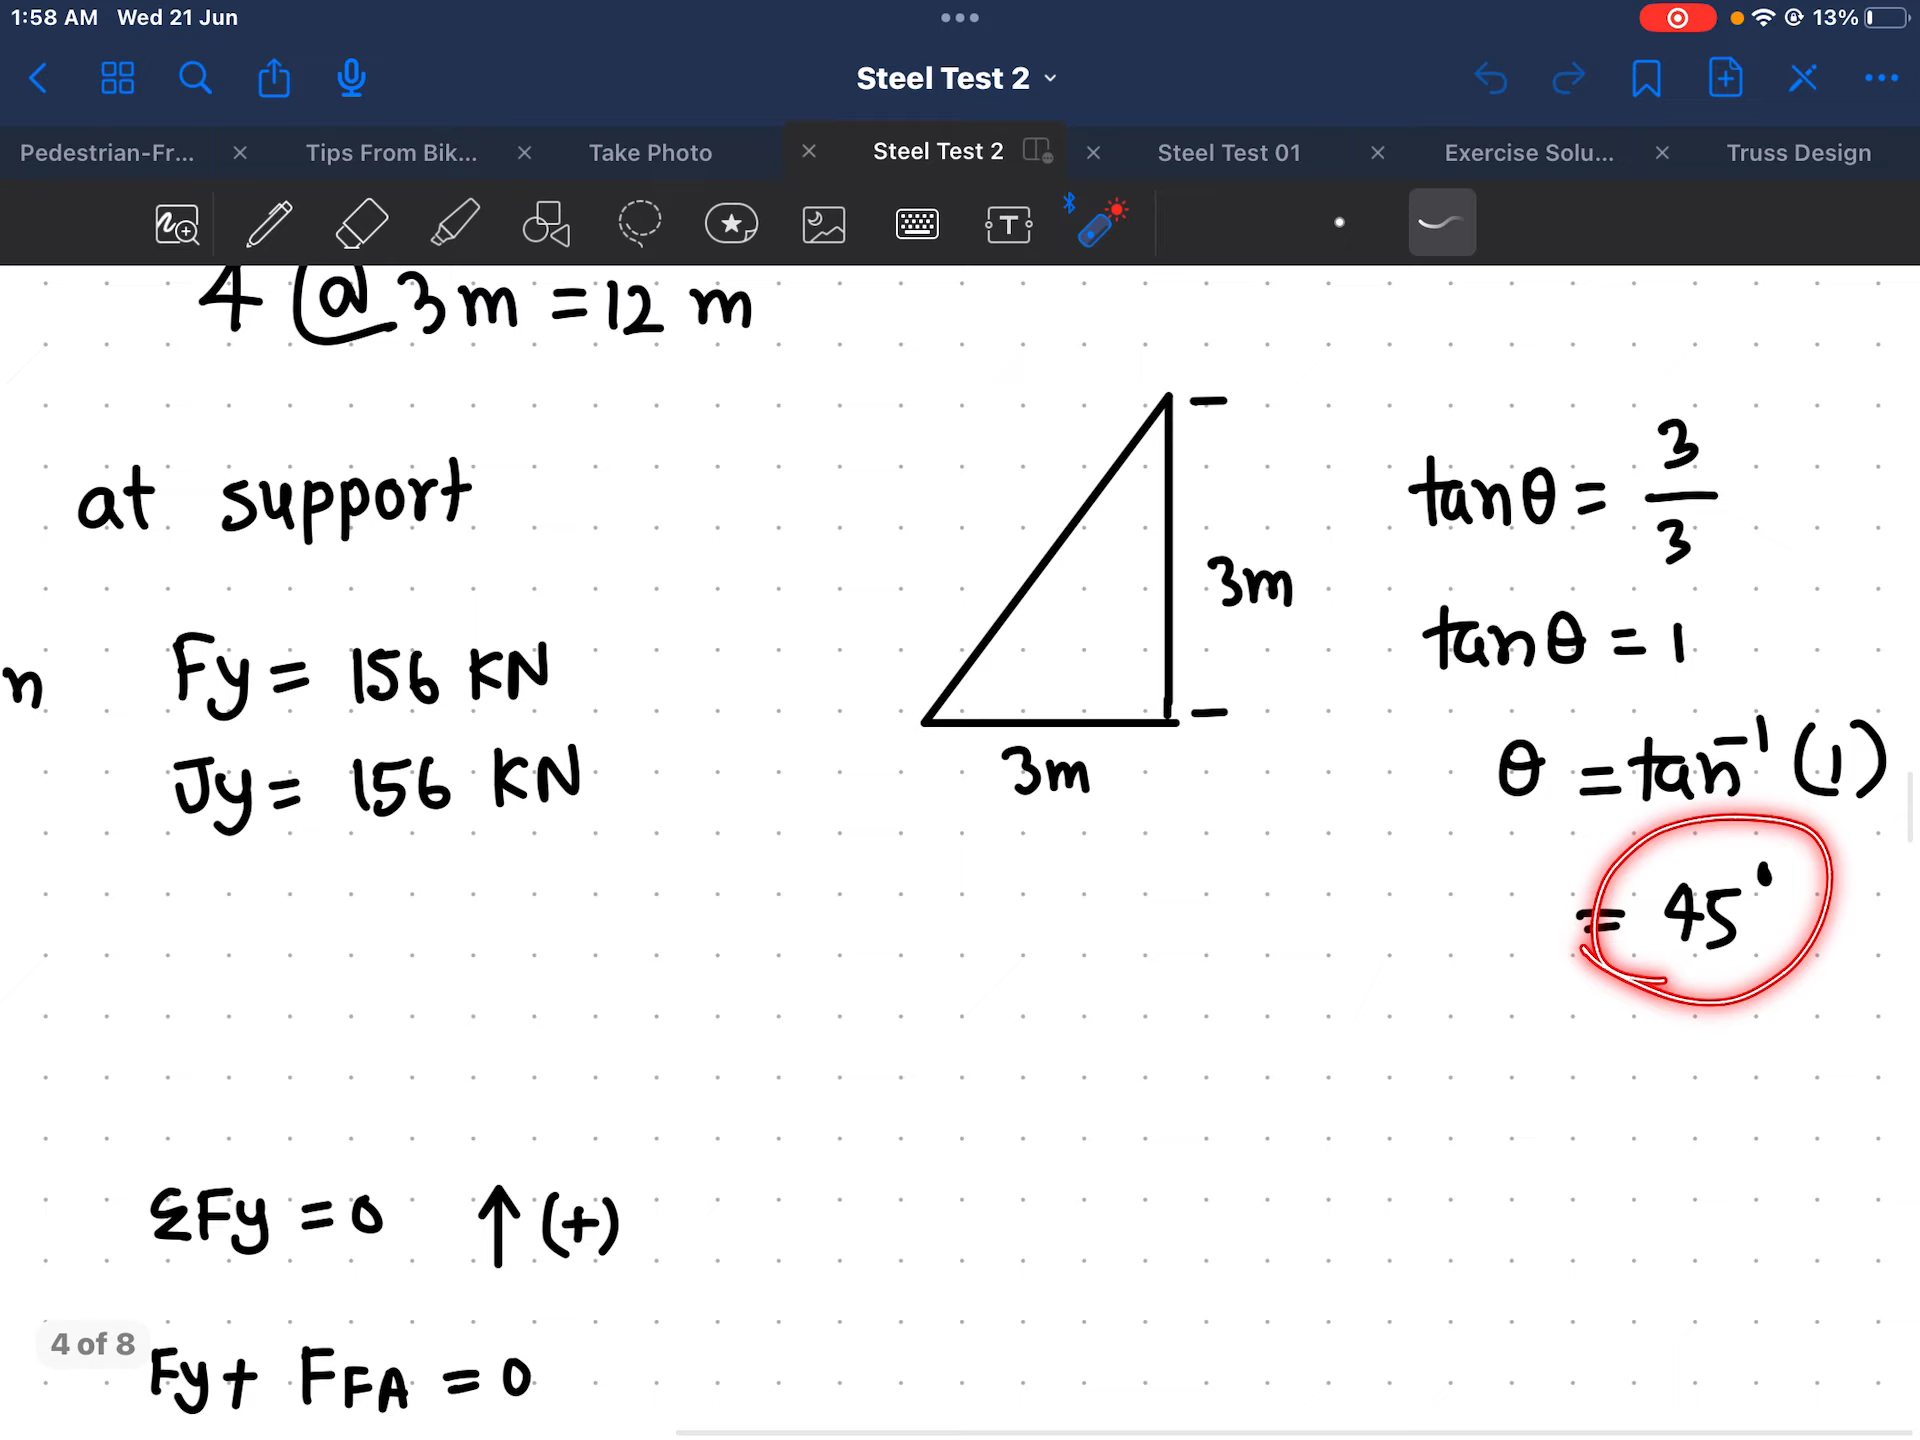 1:58 AM Wed 21 Jun
13%
Steel Test 2
Pedestrian-Fr...
Tips From Bik...
Take Photo
Steel Test 2
Steel Test 01
Exercise Solu...
Truss Design
T
4 @ 3m = 12 m
at support
n
Fy = 156 KN
Jy = 156 KN
3m
3m
tanθ = 3/3
tanθ = 1
θ = tan⁻¹ (1)
= 45°
ΣFy = 0 ↑ (+)
4 of 8
Fy + FFA = 0